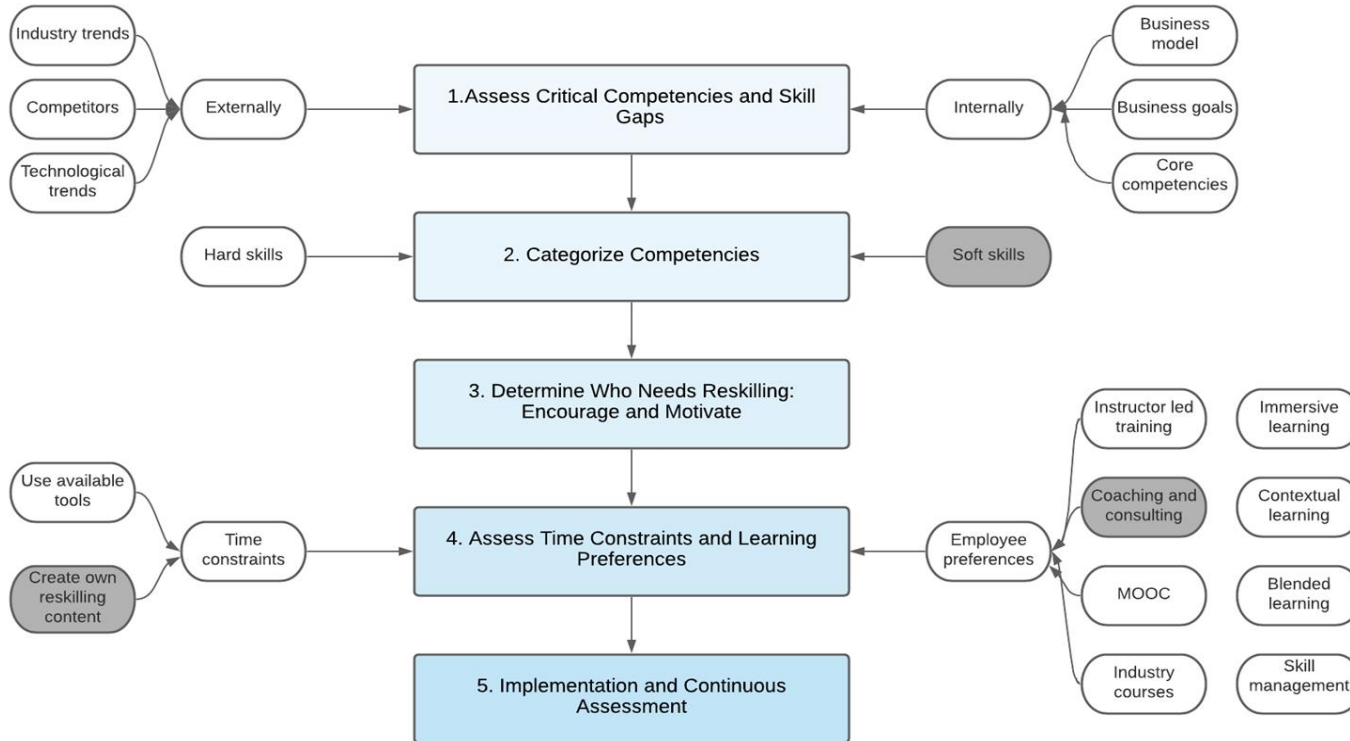 Industry trends
Competitors
Technological
trends
Externally
1.Assess Critical Competencies and Skill
Gaps
Internally
Business
model
Business goals
Core
competencies
Hard skills
2. Categorize Competencies
Soft skills
3. Determine Who Needs Reskilling:
Encourage and Motivate
Use available
tools
Create own
reskilling
content
Time
constraints
4. Assess Time Constraints and Learning
Preferences
Employee
preferences
Instructor led
training
Immersive
learning
Coaching and
consulting
Contextual
learning
MOOC
Blended
learning
Industry
courses
Skill
management
5. Implementation and Continuous
Assessment